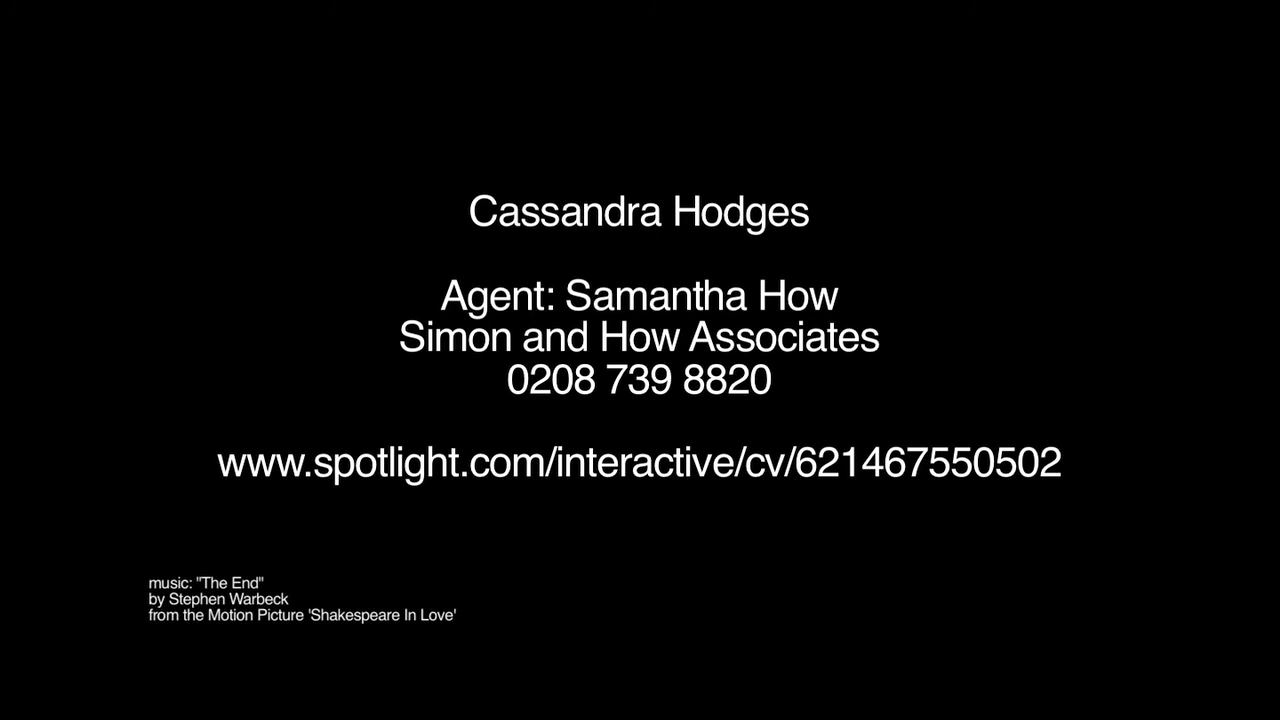 Cassandra Hodges
Agent: Samantha How
Simon and How Associates
0208 739 8820
www.spotlight.com/interactive/cv/621467550502
music: "The End"
by Stephen Warbeck
from the Motion Picture 'Shakespeare In Love'